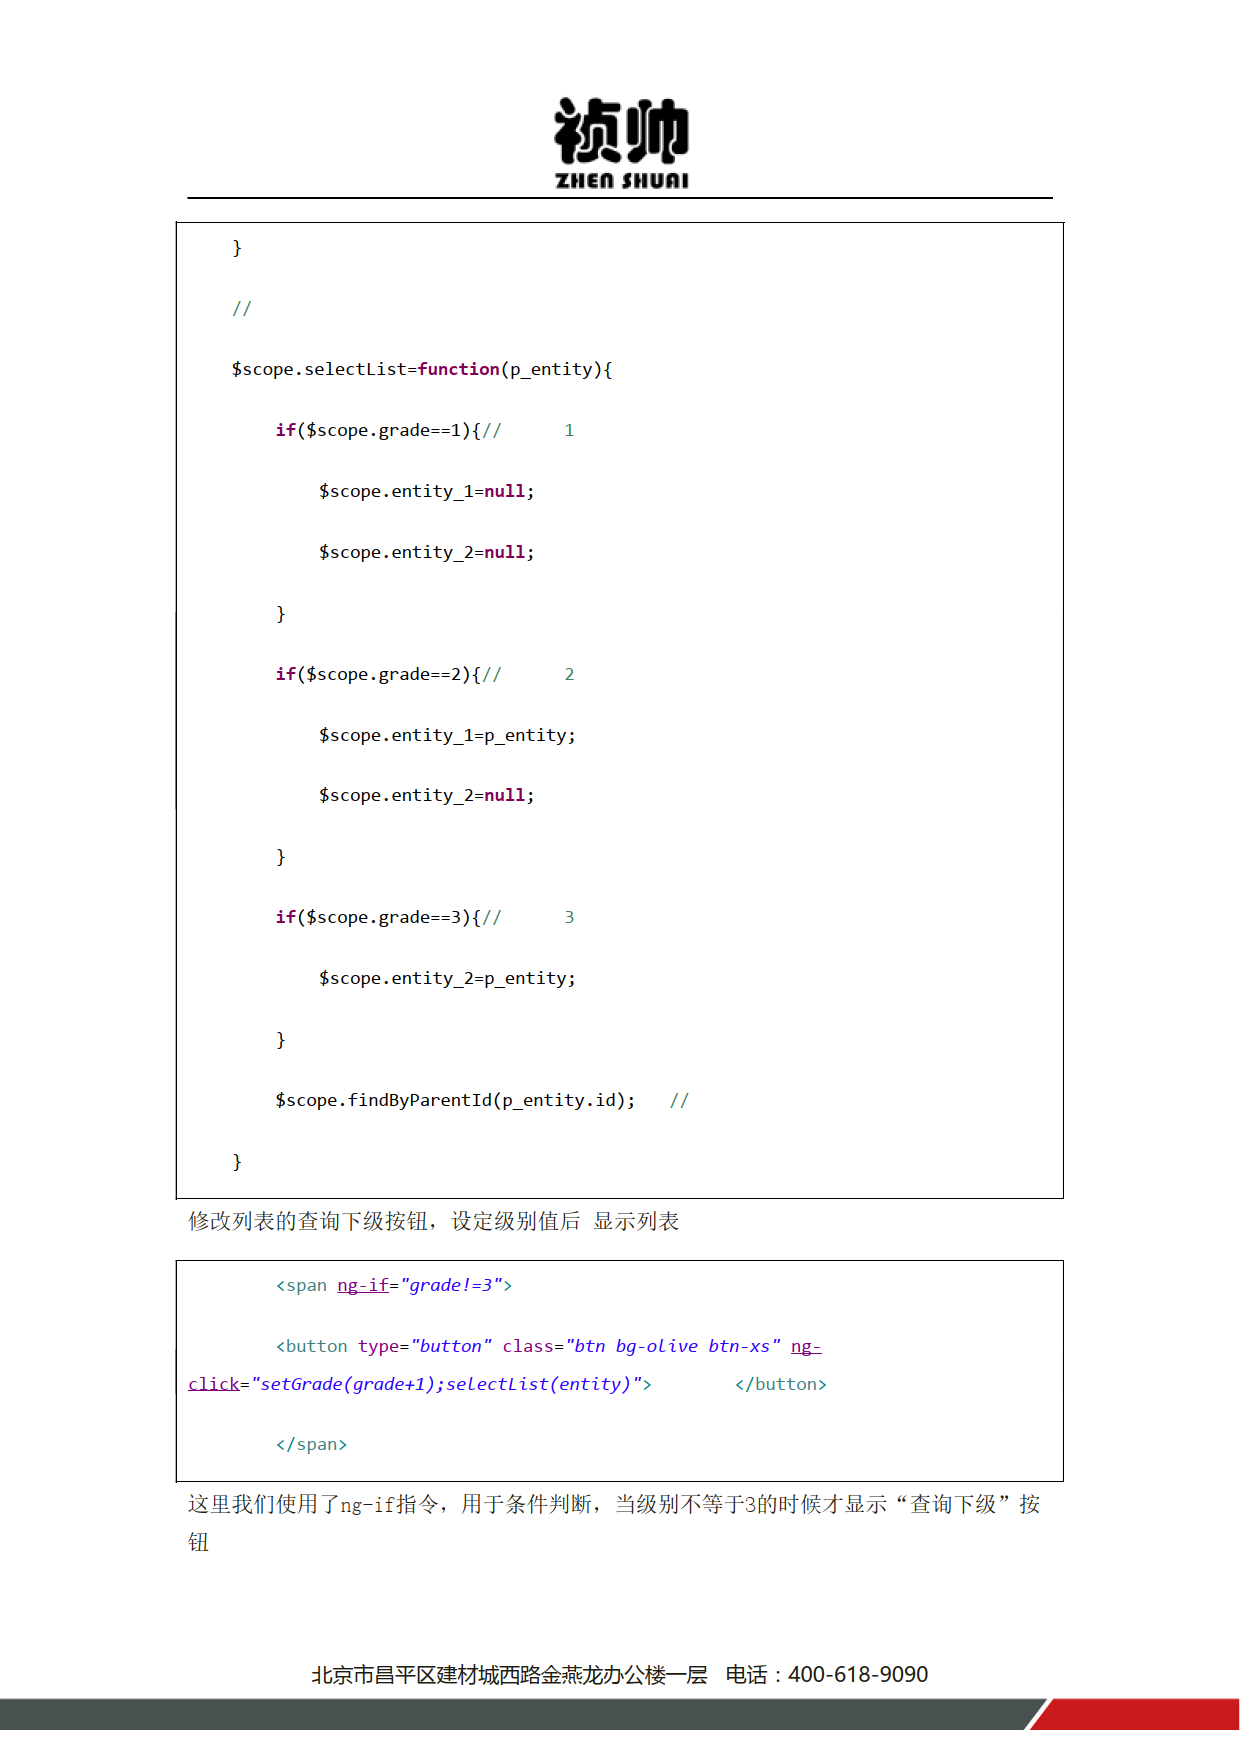 祯帅
ZHEN SHUAI
}
//
$scope.selectList=function(p_entity){
if($scope.grade==1){// 1
$scope.entity_1=null;
$scope.entity_2=null;
}
if($scope.grade==2){// 2
$scope.entity_1=p_entity;
$scope.entity_2=null;
}
if($scope.grade==3){// 3
$scope.entity_2=p_entity;
}
$scope.findByParentId(p_entity.id); //
}
修改列表的查询下级按钮，设定级别值后 显示列表
<span ng-if="grade!=3">
<button type="button" class="btn bg-olive btn-xs" ng-
click="setGrade(grade+1);selectList(entity)"> </button>
</span>
这里我们使用了ng-if指令，用于条件判断，当级别不等于3的时候才显示“查询下级”按
钮
北京市昌平区建材城西路金燕龙办公楼一层 电话：400-618-9090